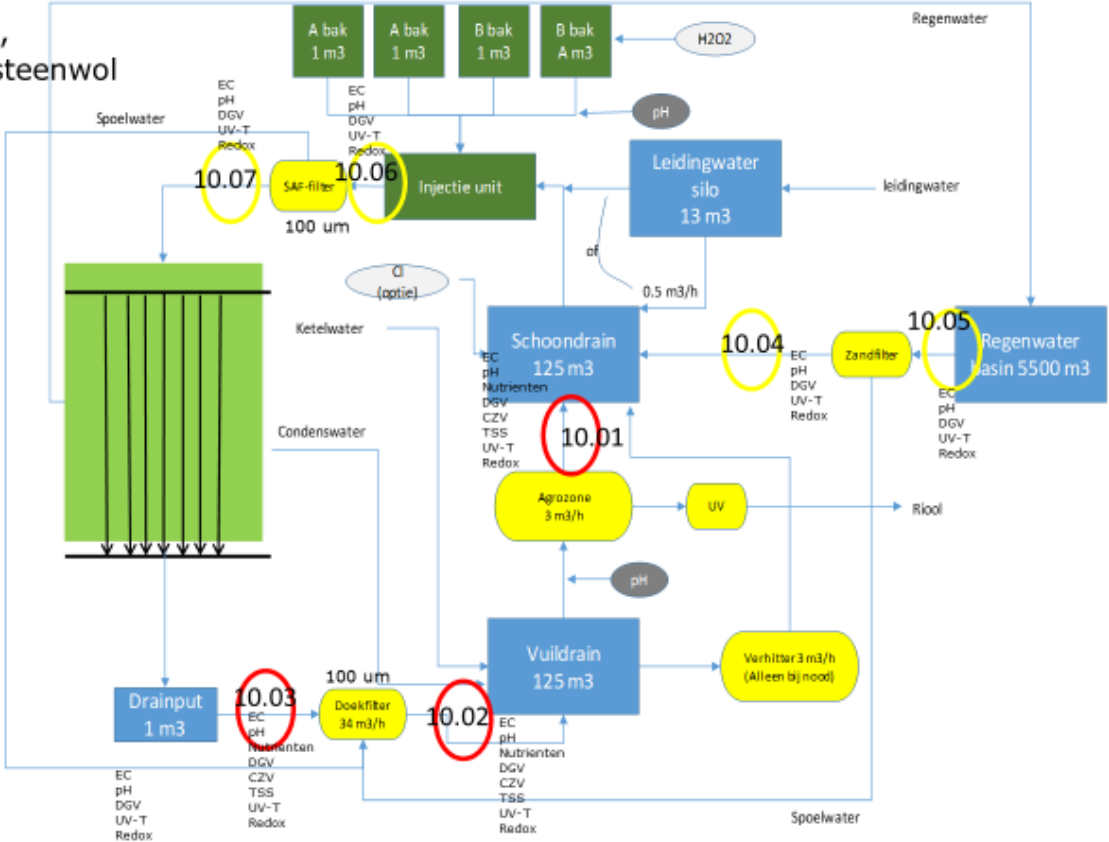 ,
steenwol
A bak
1 m3
A bak
1 m3
B bak
1 m3
B bak
A m3
H2O2
Regenwater
pH
EC
pH
DGV
UV-T
Redox
EC
pH
DGV
UV-T
Redox
Spoelwater
10.07
SAF-filter
100 um
10.06
Injectie unit
Leidingwater
silo
13 m3
leidingwater
of
0.5 m3/h
Cl
(optie)
Ketelwater
Schoondrain
125 m3
EC
pH
Nutrienten
DGV
CZV
TSS
UV-T
Redox
10.04
EC
pH
DGV
UV-T
Redox
Zandfilter
10.05
Regenwater
basin 5500 m3
EC
pH
DGV
UV-T
Redox
Condenswater
10.01
Agrozone
3 m3/h
UV
Riool
pH
Vuildrain
125 m3
Verhitter 3 m3/h
(Alleen bij nood)
Drainput
1 m3
10.03
EC
pH
Nutrienten
DGV
CZV
TSS
UV-T
Redox
100 um
Doekfilter
34 m3/h
10.02
EC
pH
Nutrienten
DGV
CZV
TSS
UV-T
Redox
EC
pH
DGV
UV-T
Redox
Spoelwater